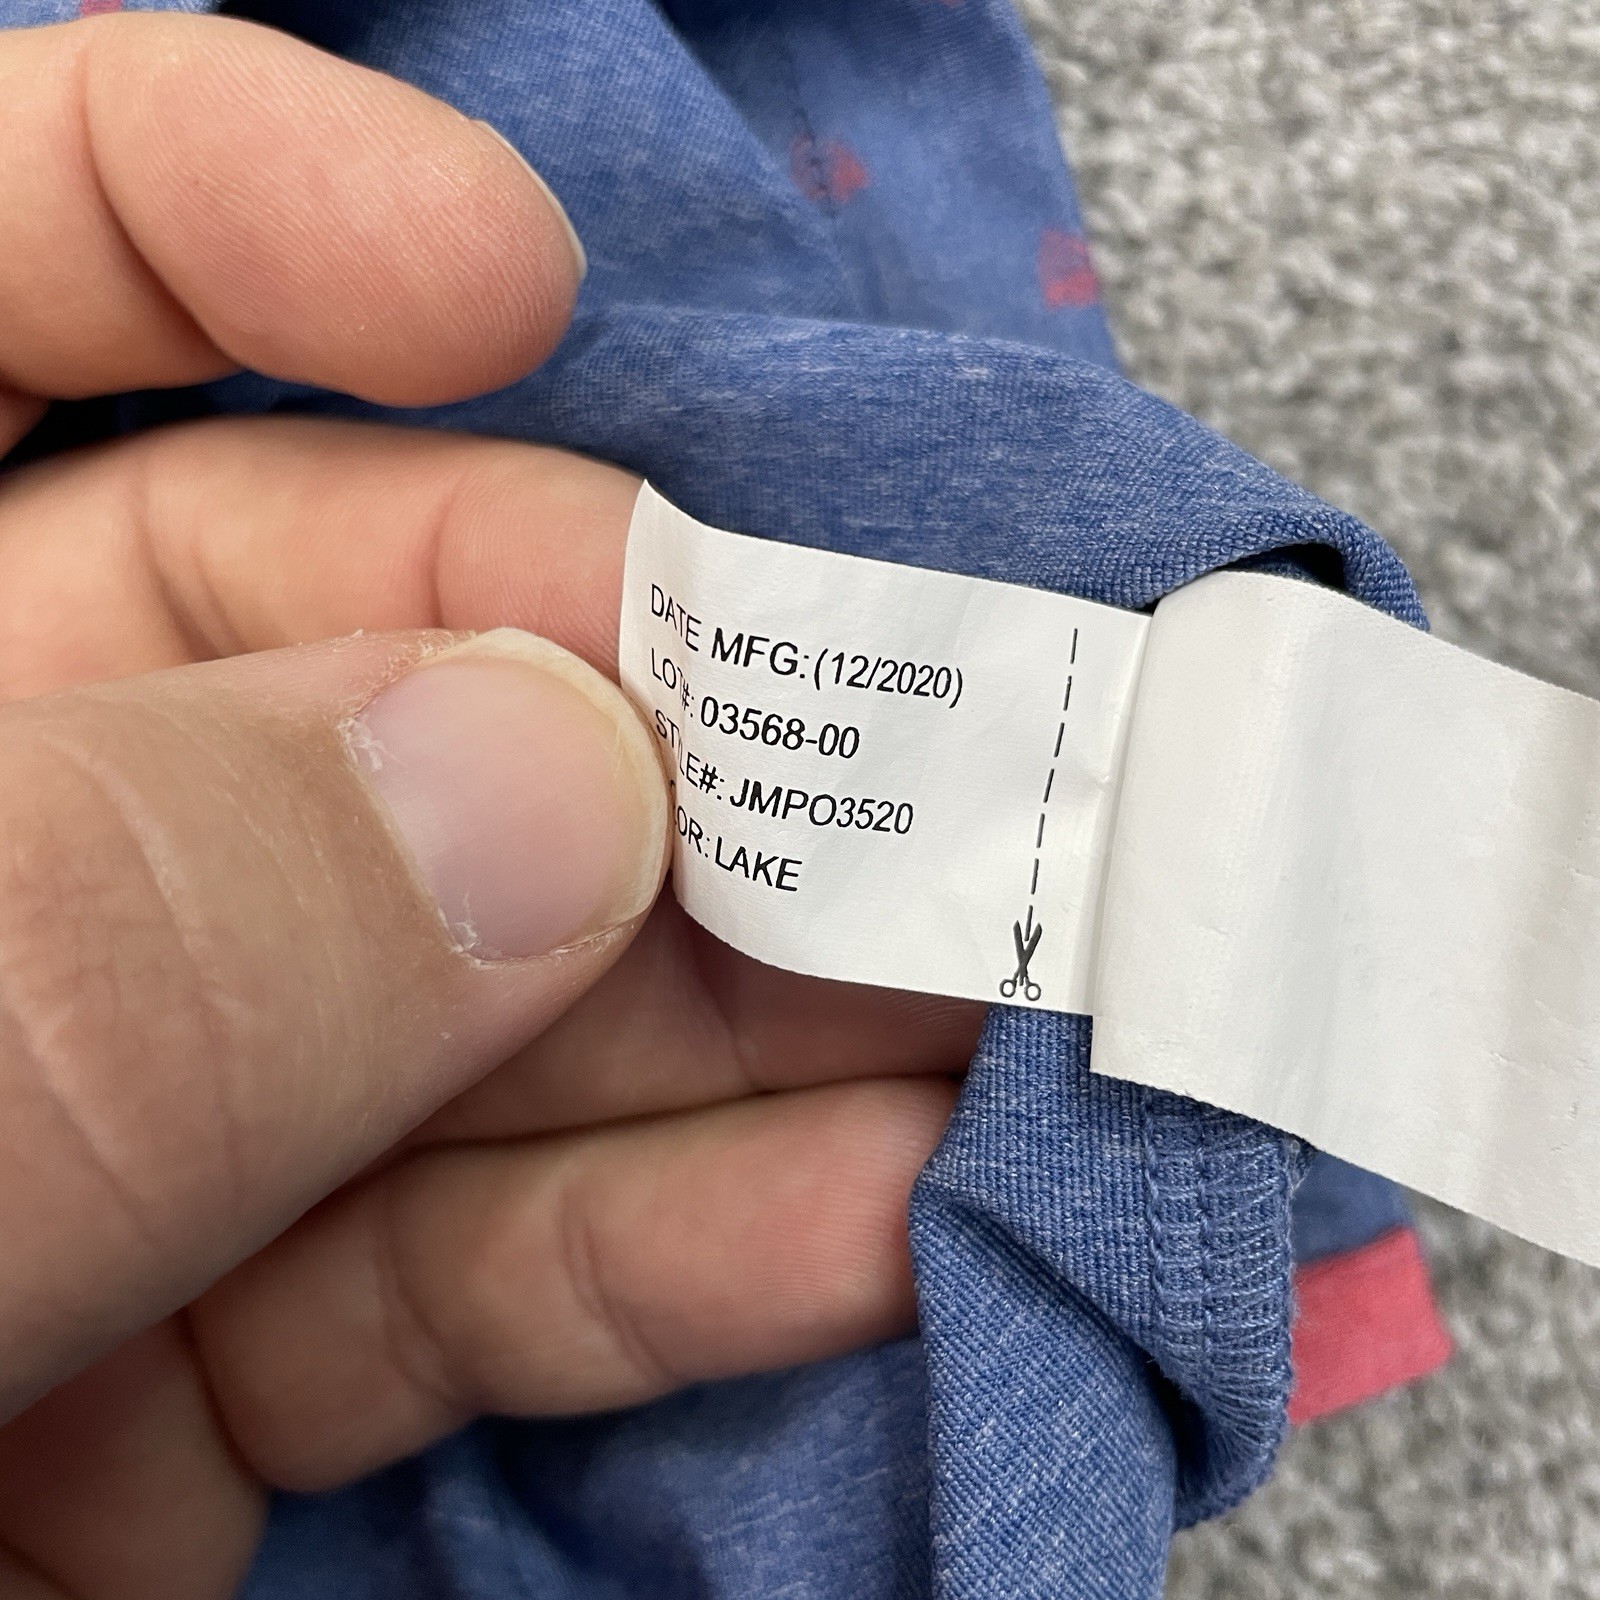 DATE MFG:(12/2020)
LOT#: 03568-00
STYLE#: JMPO3520
OR: LAKE